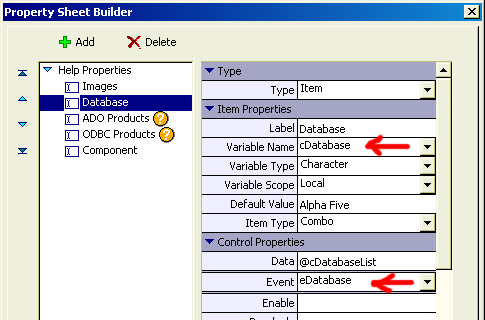 Property Sheet Builder
Add Delete
Help Properties
Images
Database
ADO Products
ODBC Products
Component
Type
Type Item
Item Properties
Label Database
Variable Name cDatabase
Variable Type Character
Variable Scope Local
Default Value Alpha Five
Item Type Combo
Control Properties
Data @cDatabaseList
Event eDatabase
Enable